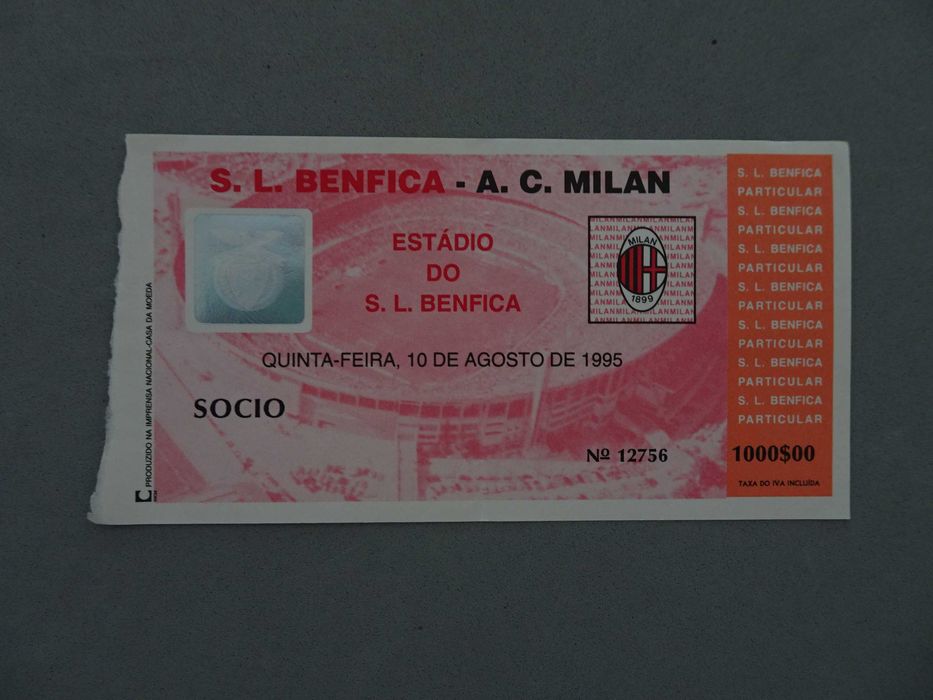 S. L. BENFICA - A. C. MILAN
ESTÁDIO
DO
S. L. BENFICA
MILAN
1899
QUINTA-FEIRA, 10 DE AGOSTO DE 1995
SOCIO
Nº 12756
S. L. BENFICA
PARTICULAR
S. L. BENFICA
PARTICULAR
S. L. BENFICA
PARTICULAR
S. L. BENFICA
PARTICULAR
S. L. BENFICA
PARTICULAR
S. L. BENFICA
PARTICULAR
S. L. BENFICA
PARTICULAR
1000$00
TAXA DO IVA INCLUÍDA
PRODUZIDO NA IMPRENSA NACIONAL-CASA DA MOEDA